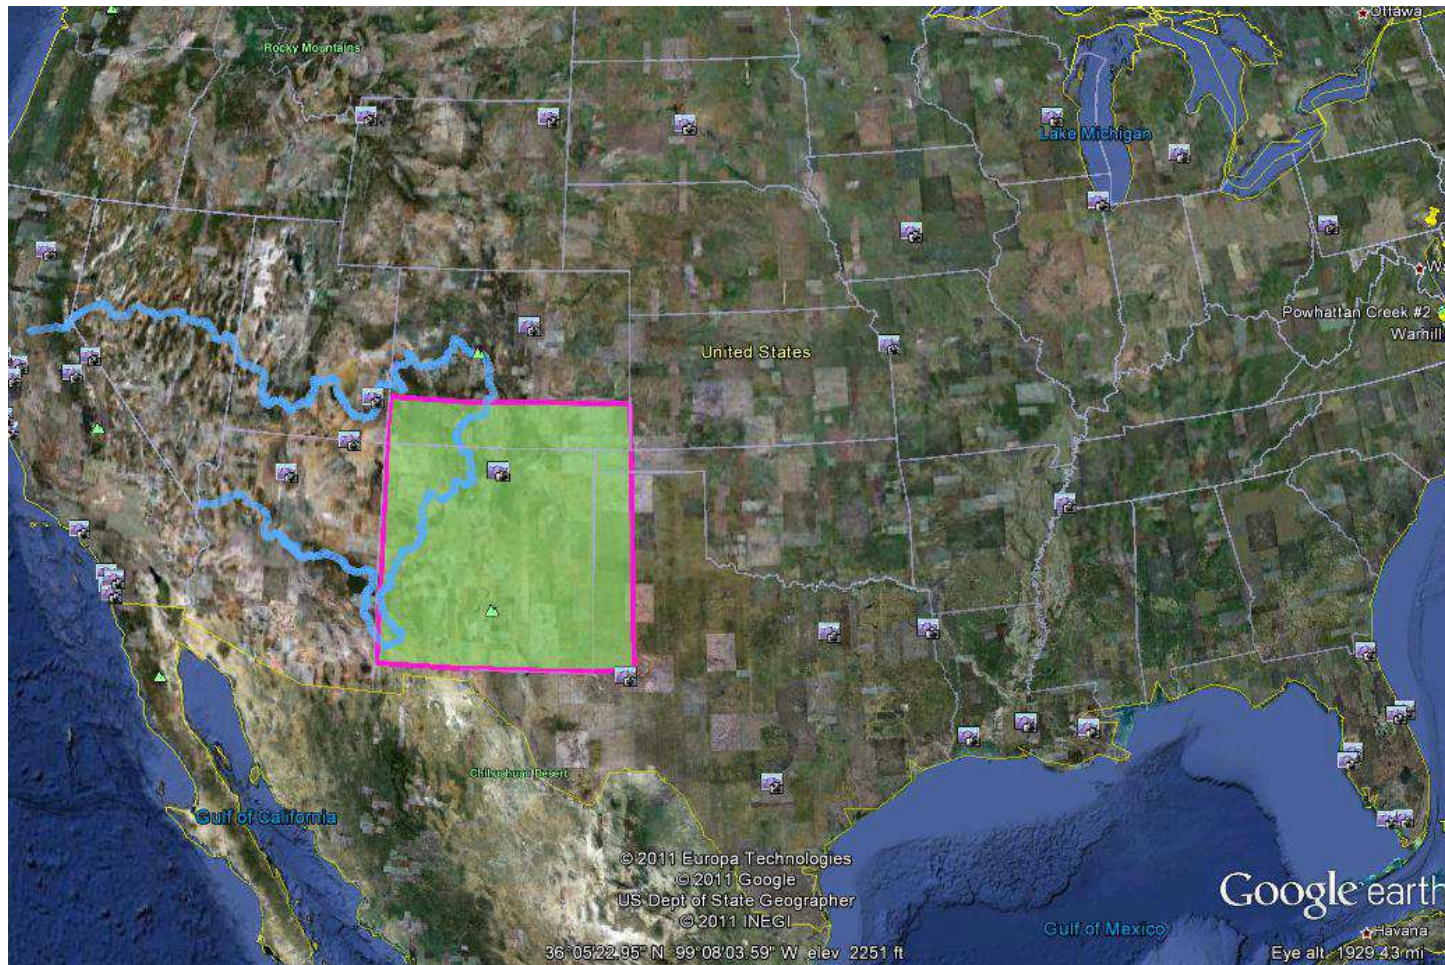 Ottawa
Rocky Mountains
Lake Michigan
Powhattan Creek #2
Warhill
United States
Chihuahuan Desert
Gulf of California
© 2011 Europa Technologies
© 2011 Google
US Dept of State Geographer
© 2011 INEGI
Google earth
Gulf of Mexico
Havana
36°05'22.95" N 99°08'03.59" W elev 2251 ft
Eye alt 1929.43 mi